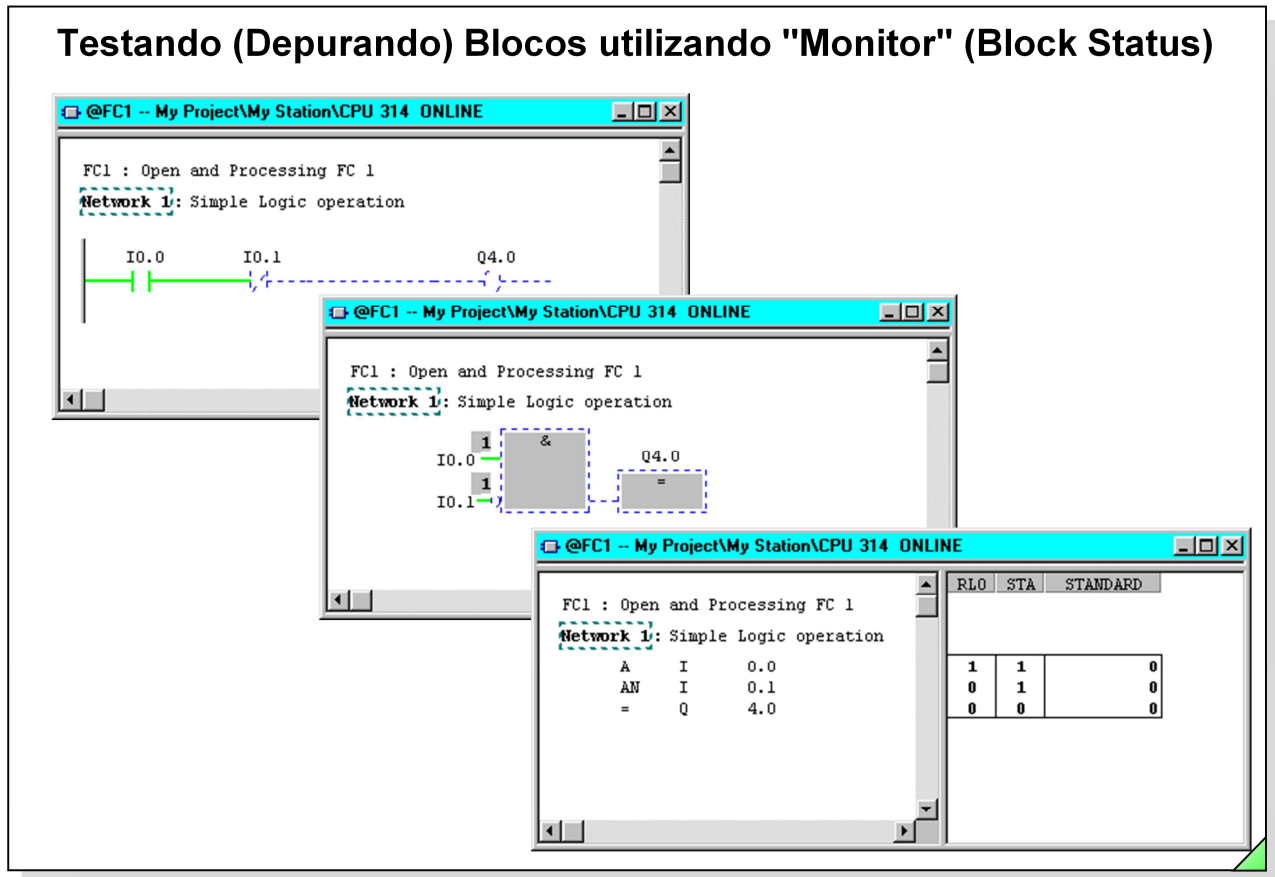 Testando (Depurando) Blocos utilizando "Monitor" (Block Status)
@FC1 -- My Project\My Station\CPU 314 ONLINE
FC1 : Open and Processing FC 1
Network 1: Simple Logic operation
I0.0 I0.1 Q4.0
@FC1 -- My Project\My Station\CPU 314 ONLINE
FC1 : Open and Processing FC 1
Network 1: Simple Logic operation
1 &
I0.0 Q4.0
1 =
I0.1
@FC1 -- My Project\My Station\CPU 314 ONLINE
RLO STA STANDARD
FC1 : Open and Processing FC 1
Network 1: Simple Logic operation
A I 0.0 1 1 0
AN I 0.1 0 1 0
= Q 4.0 0 0 0